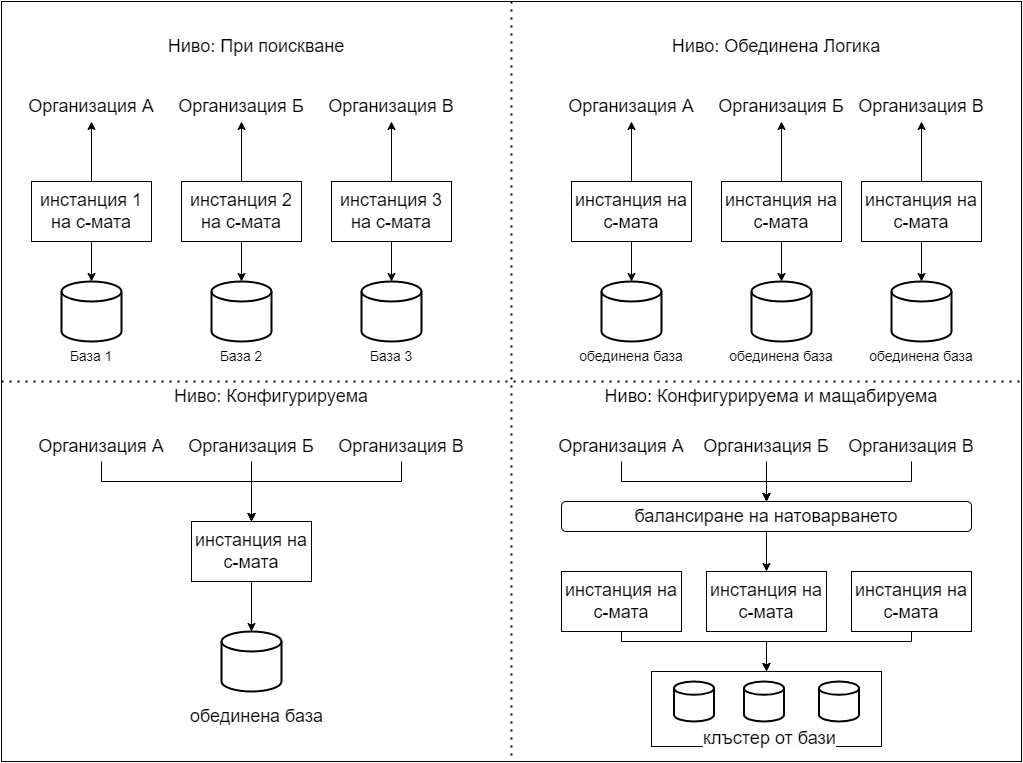 Ниво: При поискване
Организация А
Организация Б
Организация В
инстанция 1
на с-мата
инстанция 2
на с-мата
инстанция 3
на с-мата
База 1
База 2
База 3
Ниво: Обединена Логика
Организация А
Организация Б
Организация В
инстанция на
с-мата
инстанция на
с-мата
инстанция на
с-мата
обединена база
обединена база
обединена база
Ниво: Конфигурируема
Организация А
Организация Б
Организация В
инстанция на
с-мата
обединена база
Ниво: Конфигурируема и мащабируема
Организация А
Организация Б
Организация В
балансиране на натоварването
инстанция на
с-мата
инстанция на
с-мата
инстанция на
с-мата
клъстер от бази